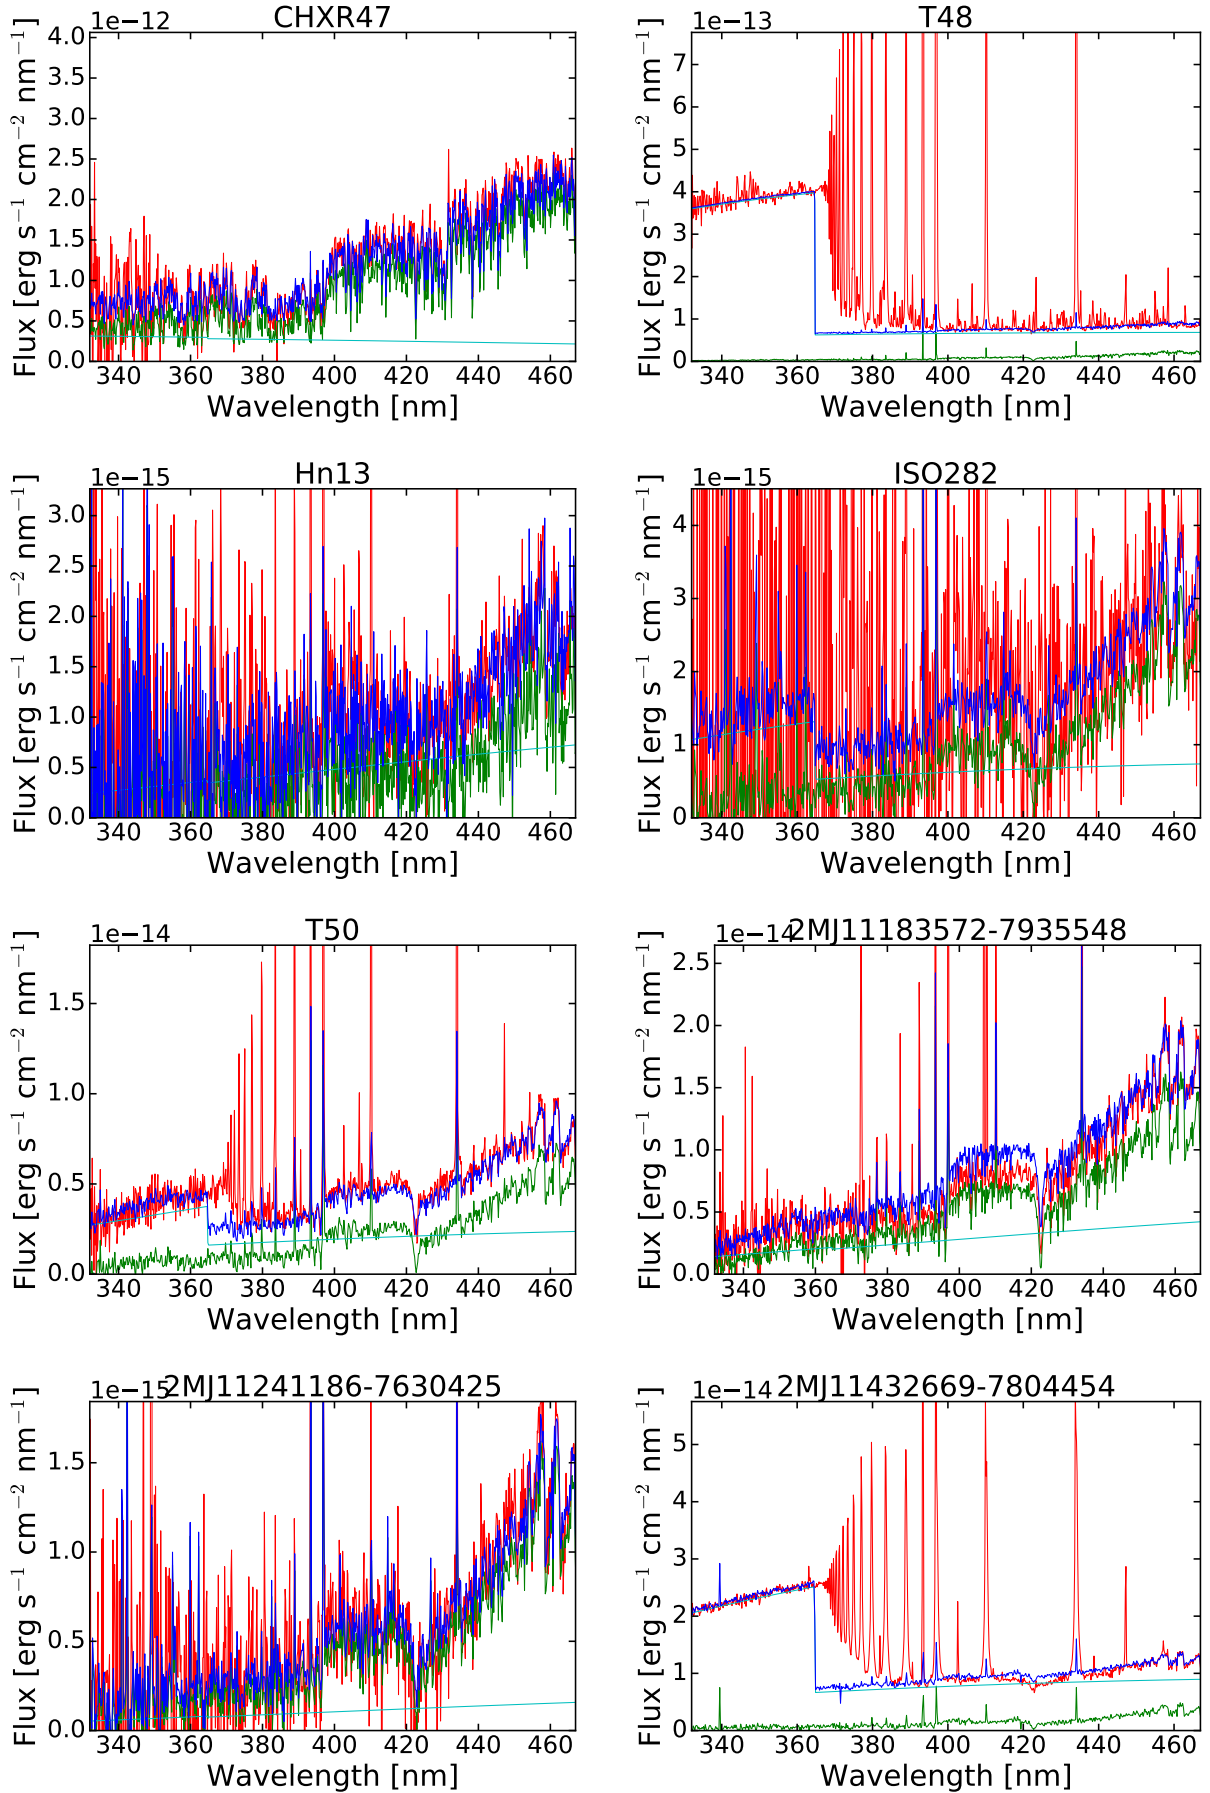 1e−12 CHXR47
Flux [erg s⁻¹ cm⁻² nm⁻¹]
4.0
3.5
3.0
2.5
2.0
1.5
1.0
0.5
0.0
340 360 380 400 420 440 460
Wavelength [nm]
1e−13 T48
Flux [erg s⁻¹ cm⁻² nm⁻¹]
7
6
5
4
3
2
1
0
340 360 380 400 420 440 460
Wavelength [nm]
1e−15 Hn13
Flux [erg s⁻¹ cm⁻² nm⁻¹]
3.0
2.5
2.0
1.5
1.0
0.5
0.0
340 360 380 400 420 440 460
Wavelength [nm]
1e−15 ISO282
Flux [erg s⁻¹ cm⁻² nm⁻¹]
4
3
2
1
0
340 360 380 400 420 440 460
Wavelength [nm]
1e−14 T50
Flux [erg s⁻¹ cm⁻² nm⁻¹]
1.5
1.0
0.5
0.0
340 360 380 400 420 440 460
Wavelength [nm]
1e−14 2MJ11183572-7935548
Flux [erg s⁻¹ cm⁻² nm⁻¹]
2.5
2.0
1.5
1.0
0.5
0.0
340 360 380 400 420 440 460
Wavelength [nm]
1e−15 2MJ11241186-7630425
Flux [erg s⁻¹ cm⁻² nm⁻¹]
1.5
1.0
0.5
0.0
340 360 380 400 420 440 460
Wavelength [nm]
1e−14 2MJ11432669-7804454
Flux [erg s⁻¹ cm⁻² nm⁻¹]
5
4
3
2
1
0
340 360 380 400 420 440 460
Wavelength [nm]